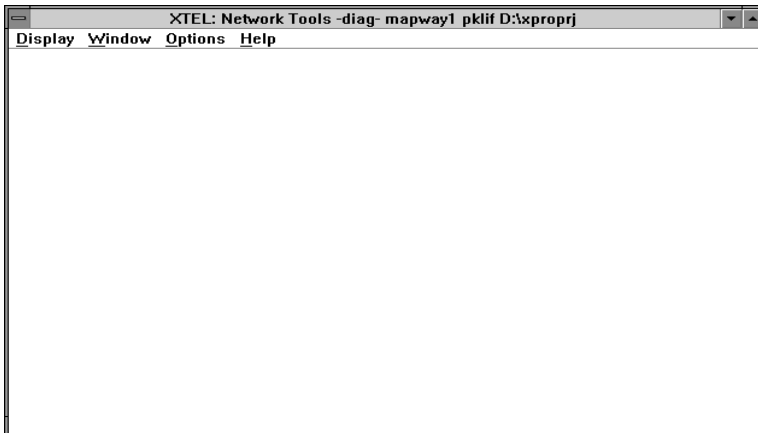 XTEL: Network Tools -diag- mapway1 pklif D:\xproprj
Display Window Options Help